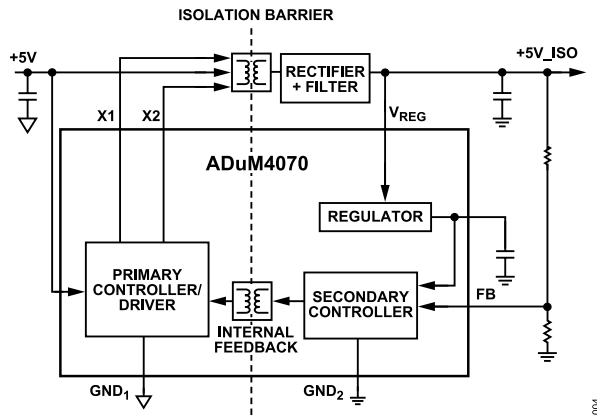 ISOLATION BARRIER
+5V
+5V_ISO
RECTIFIER
+ FILTER
X1
X2
VREG
ADuM4070
REGULATOR
PRIMARY
CONTROLLER/
DRIVER
SECONDARY
CONTROLLER
FB
INTERNAL
FEEDBACK
GND1
GND2
004